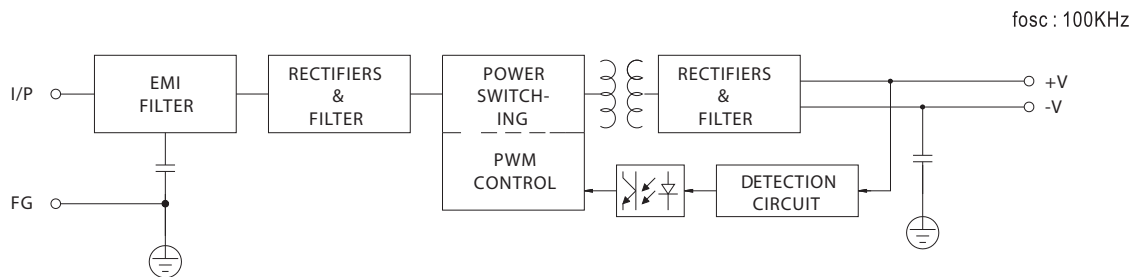 fosc : 100KHz
I/P
EMI
FILTER
RECTIFIERS
&
FILTER
POWER
SWITCH-
ING
RECTIFIERS
&
FILTER
+V
-V
PWM
CONTROL
DETECTION
CIRCUIT
FG